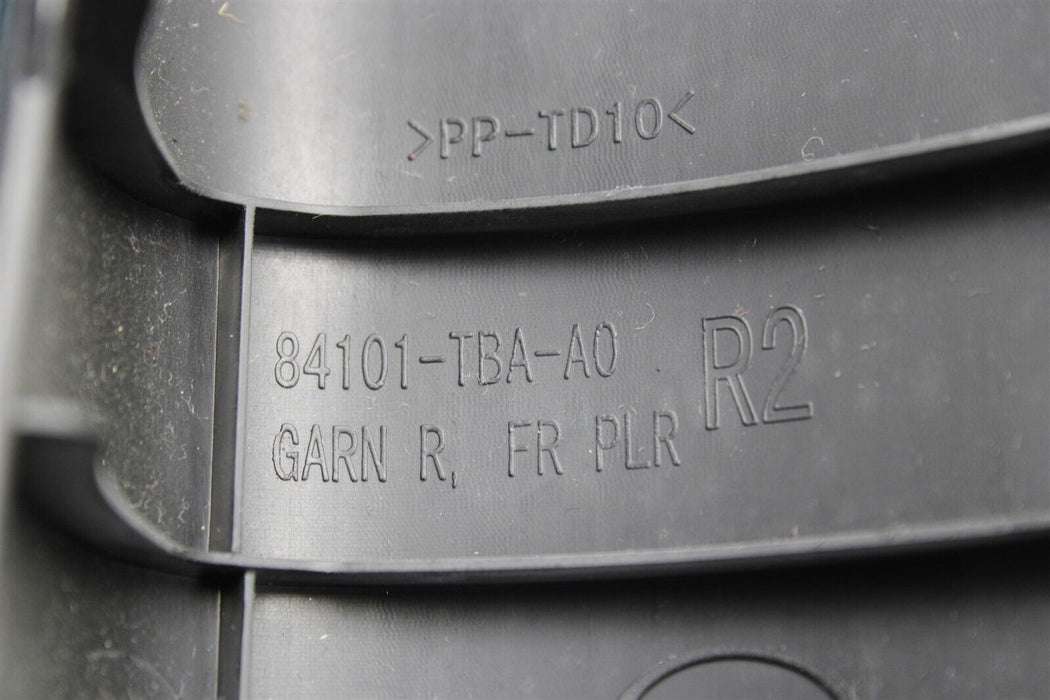 >PP-TD10<
84101-TBA-A0
GARN R, FR PLR
R2